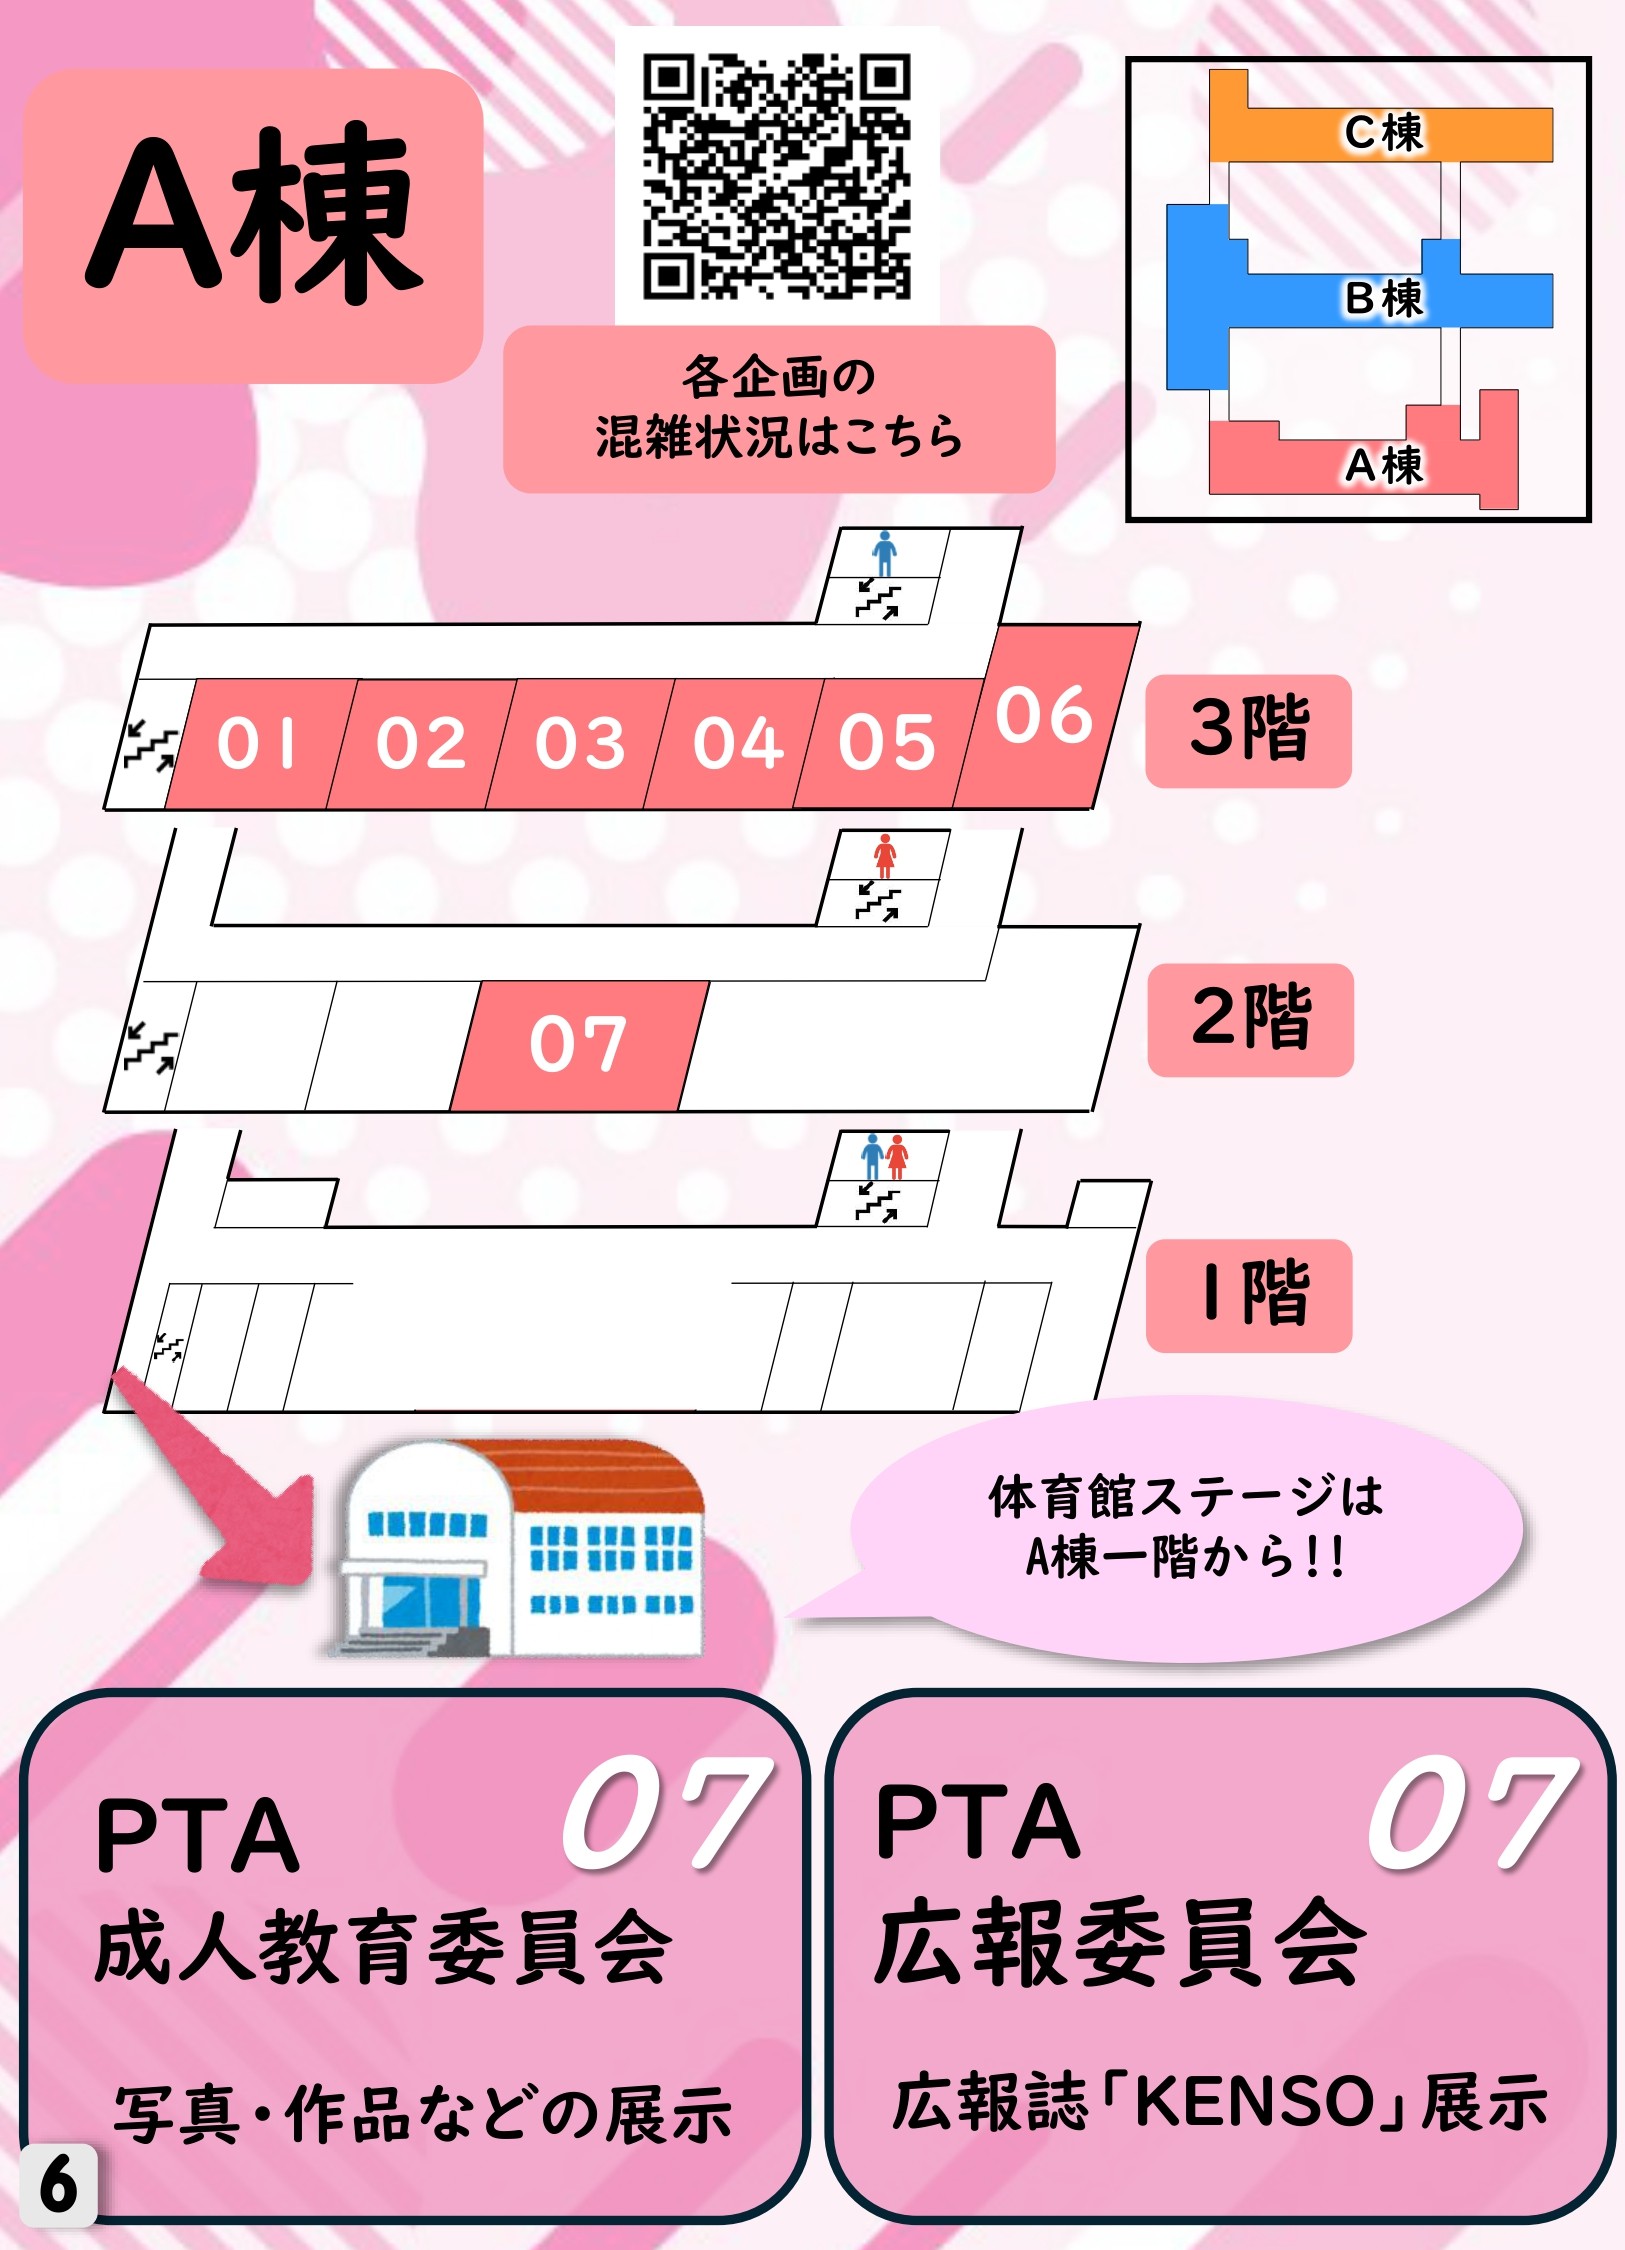 A棟
各企画の
混雑状況はこちら
C棟
B棟
A棟
01
02
03
04
05
06
3階
07
2階
1階
体育館ステージは
A棟一階から!!
07
PTA
成人教育委員会
写真・作品などの展示
07
PTA
広報委員会
広報誌「KENSO」展示
6